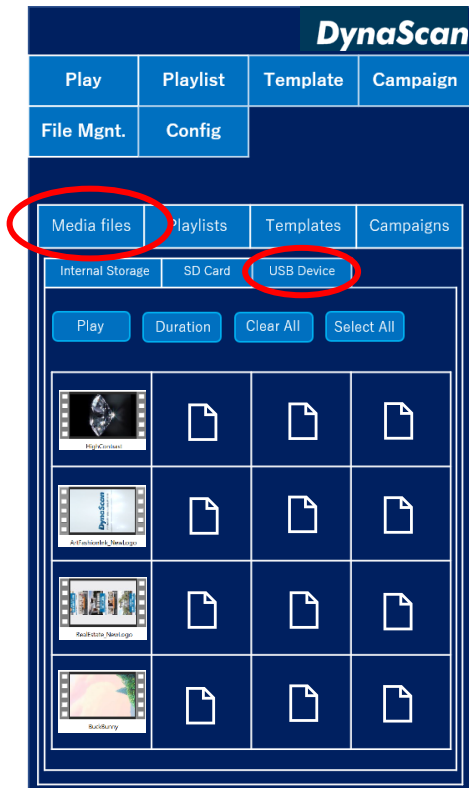 DynaScan
Play Playlist Template Campaign
File Mgnt. Config
Media files Playlists Templates Campaigns
Internal Storage SD Card USB Device
Play Duration Clear All Select All
HighContrast
DynaScan
ArtFashionInk_NewLogo
RealEstate_NewLogo
BuckBunny